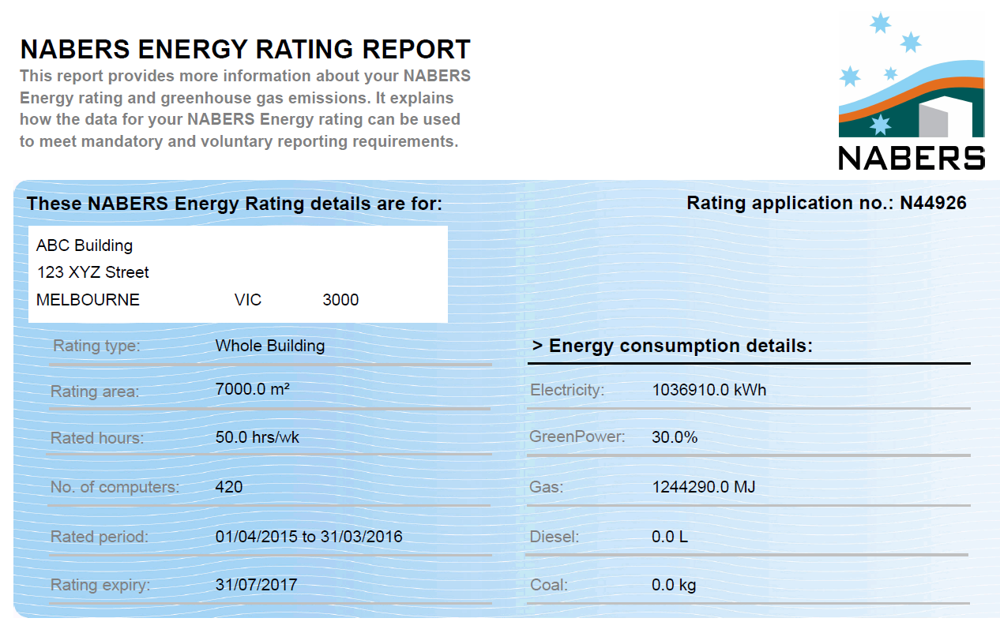 NABERS ENERGY RATING REPORT
This report provides more information about your NABERS
Energy rating and greenhouse gas emissions. It explains
how the data for your NABERS Energy rating can be used
to meet mandatory and voluntary reporting requirements.
NABERS
These NABERS Energy Rating details are for:
Rating application no.: N44926
ABC Building
123 XYZ Street
MELBOURNE VIC 3000
Rating type: Whole Building
Rating area: 7000.0 m²
Rated hours: 50.0 hrs/wk
No. of computers: 420
Rated period: 01/04/2015 to 31/03/2016
Rating expiry: 31/07/2017
> Energy consumption details:
Electricity: 1036910.0 kWh
GreenPower: 30.0%
Gas: 1244290.0 MJ
Diesel: 0.0 L
Coal: 0.0 kg